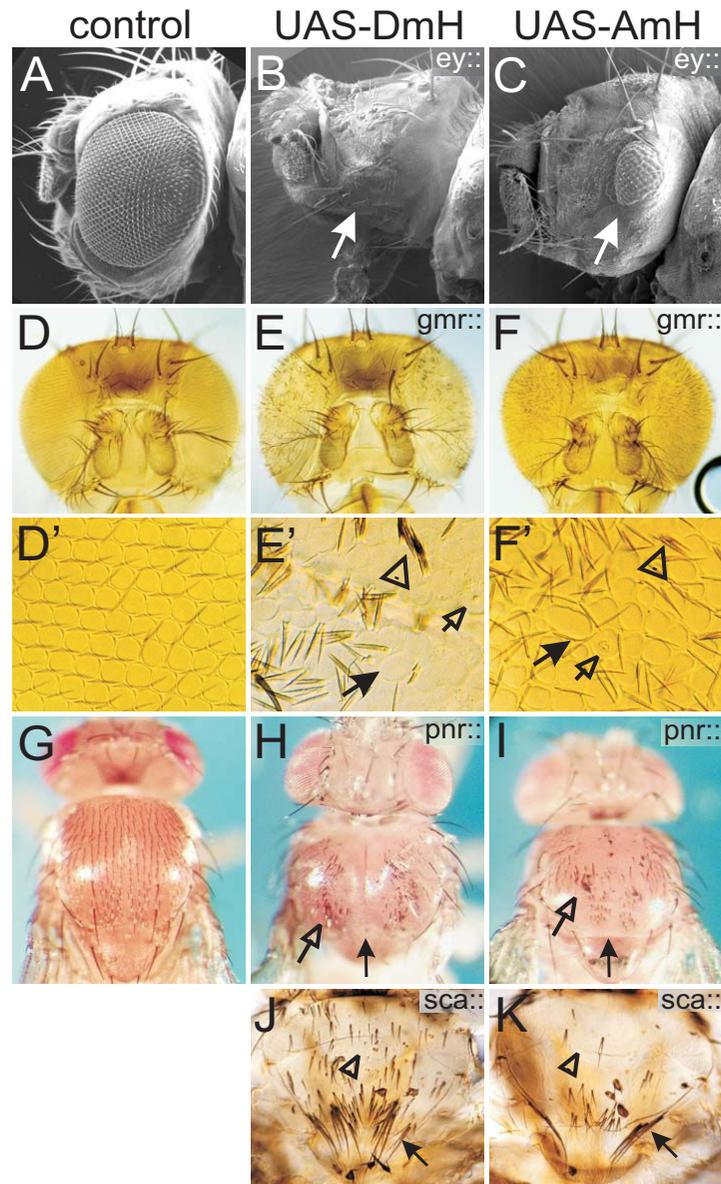 control UAS-DmH UAS-AmH
A B ey:: C ey::
D E gmr:: F gmr::
D' E' F'
G H pnr:: I pnr::
J sca:: K sca::